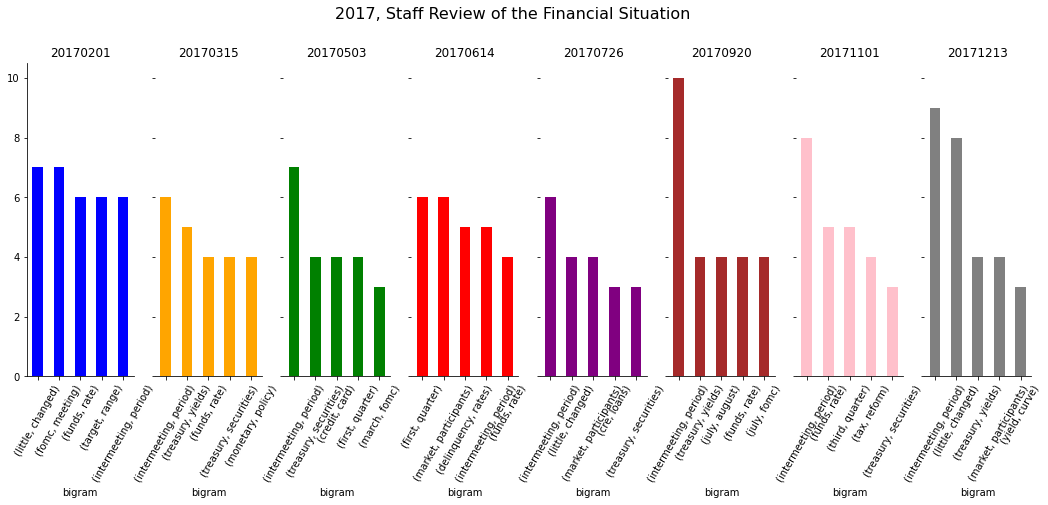 2017, Staff Review of the Financial Situation
20170201
20170315
20170503
20170614
20170726
20170920
20171101
20171213
10
8
6
4
2
0
(little, changed)
(fomc, meeting)
(funds, rate)
(target, range)
(intermeeting, period)
(intermeeting, period)
(treasury, yields)
(funds, rate)
(treasury, securities)
(monetary, policy)
(intermeeting, period)
(treasury, securities)
(credit, card)
(first, quarter)
(march, fomc)
(first, quarter)
(market, participants)
(delinquency, rates)
(intermeeting, period)
(funds, rate)
(intermeeting, period)
(little, changed)
(market, participants)
(cre, loans)
(treasury, securities)
(intermeeting, period)
(treasury, yields)
(july, august)
(funds, rate)
(july, fomc)
(intermeeting, period)
(funds, rate)
(third, quarter)
(tax, reform)
(treasury, securities)
(intermeeting, period)
(little, changed)
(treasury, yields)
(market, participants)
(yield, curve)
bigram
bigram
bigram
bigram
bigram
bigram
bigram
bigram